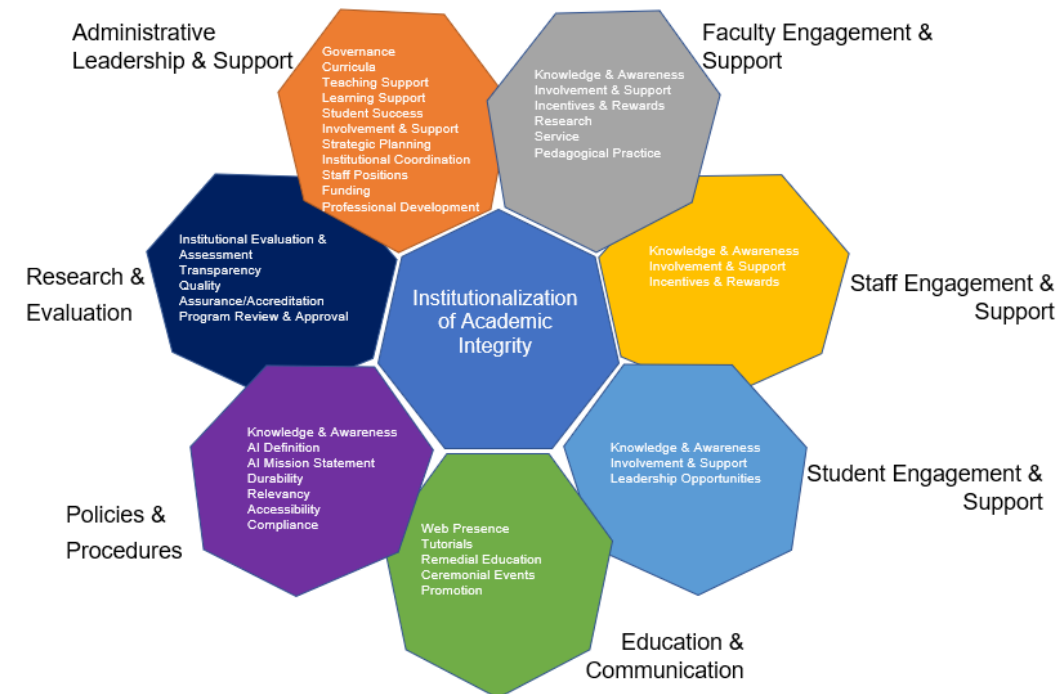 Administrative
Leadership & Support
Governance
Curricula
Teaching Support
Learning Support
Student Success
Involvement & Support
Strategic Planning
Institutional Coordination
Staff Positions
Funding
Professional Development
Faculty Engagement &
Support
Knowledge & Awareness
Involvement & Support
Incentives & Rewards
Research
Service
Pedagogical Practice
Research &
Evaluation
Institutional Evaluation &
Assessment
Transparency
Quality
Assurance/Accreditation
Program Review & Approval
Institutionalization
of Academic
Integrity
Knowledge & Awareness
Involvement & Support
Incentives & Rewards
Staff Engagement &
Support
Policies &
Procedures
Knowledge & Awareness
AI Definition
AI Mission Statement
Durability
Relevancy
Accessibility
Compliance
Web Presence
Tutorials
Remedial Education
Ceremonial Events
Promotion
Education &
Communication
Knowledge & Awareness
Involvement & Support
Leadership Opportunities
Student Engagement &
Support